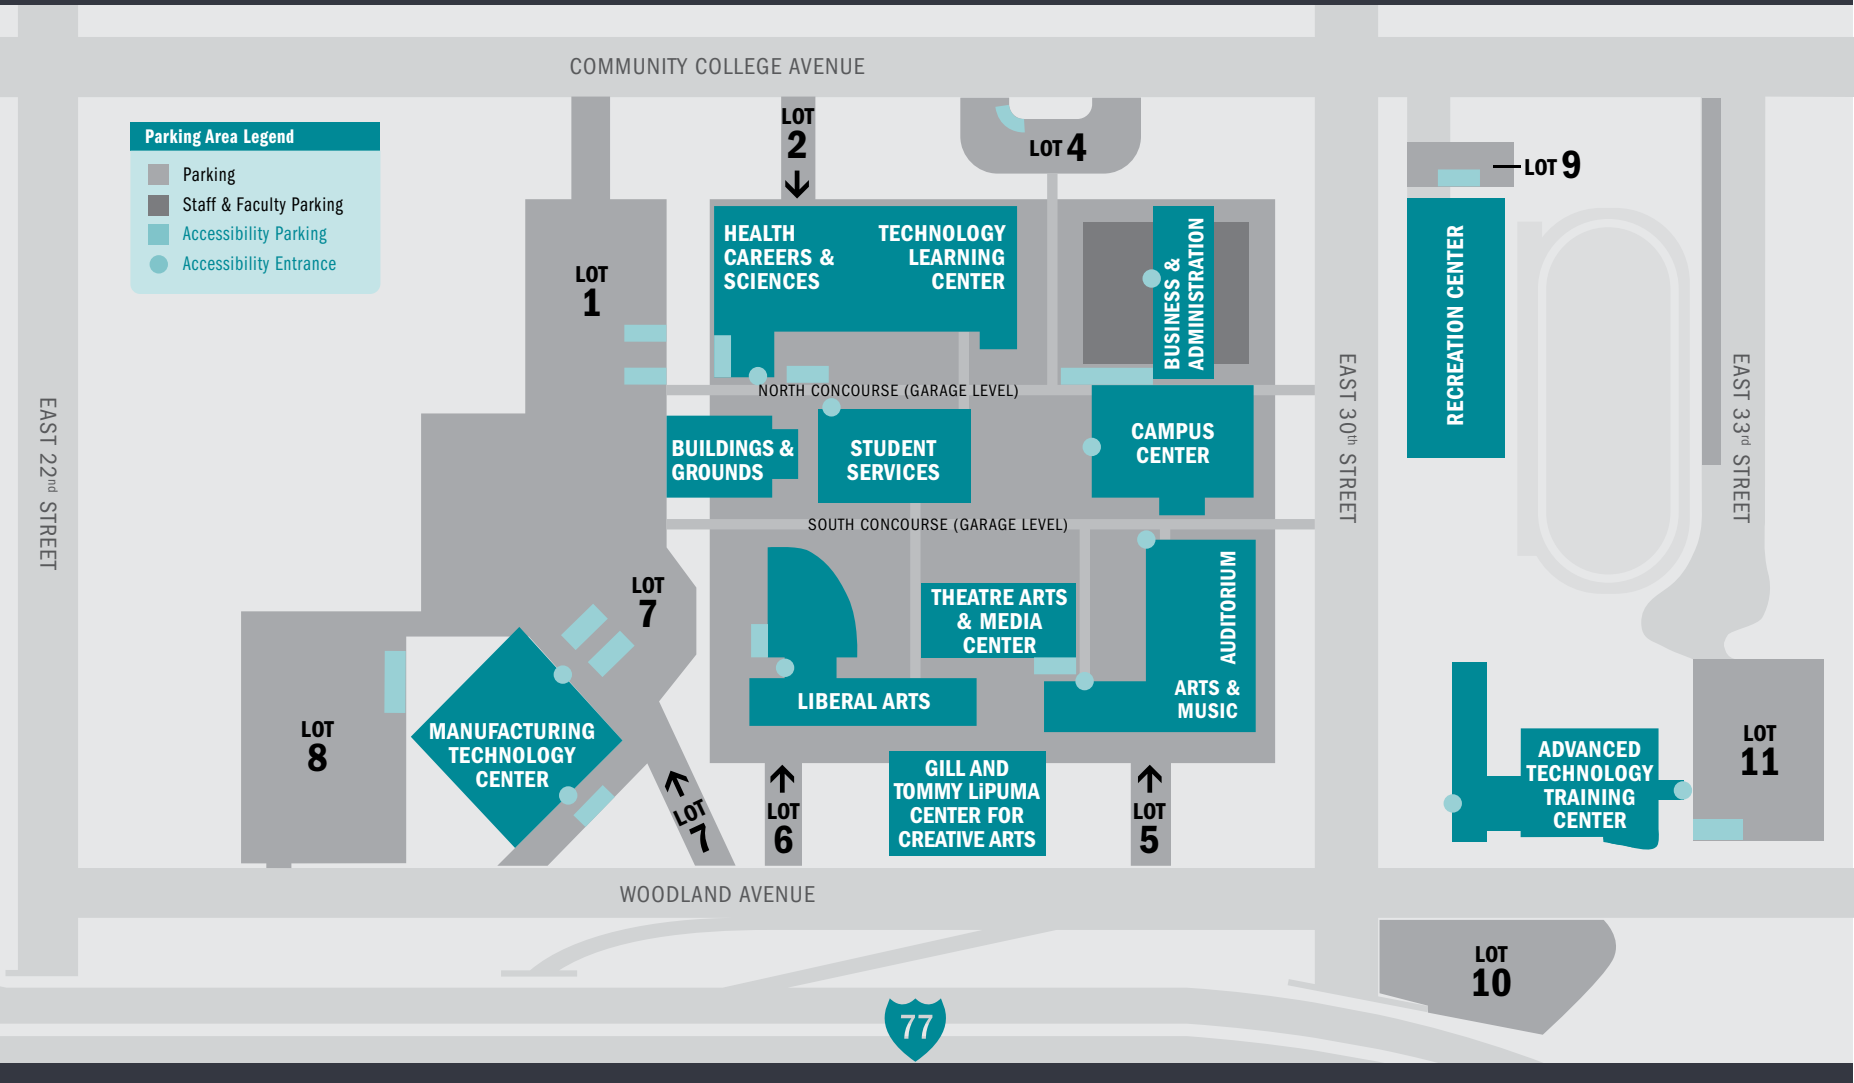 COMMUNITY COLLEGE AVENUE
Parking Area Legend
Parking
Staff & Faculty Parking
Accessibility Parking
Accessibility Entrance
LOT
2
LOT 4
LOT 9
LOT
1
HEALTH
CAREERS &
SCIENCES
TECHNOLOGY
LEARNING
CENTER
BUSINESS &
ADMINISTRATION
RECREATION CENTER
EAST 22nd STREET
EAST 30th STREET
EAST 33rd STREET
NORTH CONCOURSE (GARAGE LEVEL)
BUILDINGS &
GROUNDS
STUDENT
SERVICES
CAMPUS
CENTER
SOUTH CONCOURSE (GARAGE LEVEL)
LOT
7
THEATRE ARTS
& MEDIA
CENTER
AUDITORIUM
ARTS &
MUSIC
LIBERAL ARTS
LOT
8
MANUFACTURING
TECHNOLOGY
CENTER
LOT
7
LOT
6
GILL AND
TOMMY LiPUMA
CENTER FOR
CREATIVE ARTS
LOT
5
ADVANCED
TECHNOLOGY
TRAINING
CENTER
LOT
11
WOODLAND AVENUE
LOT
10
77